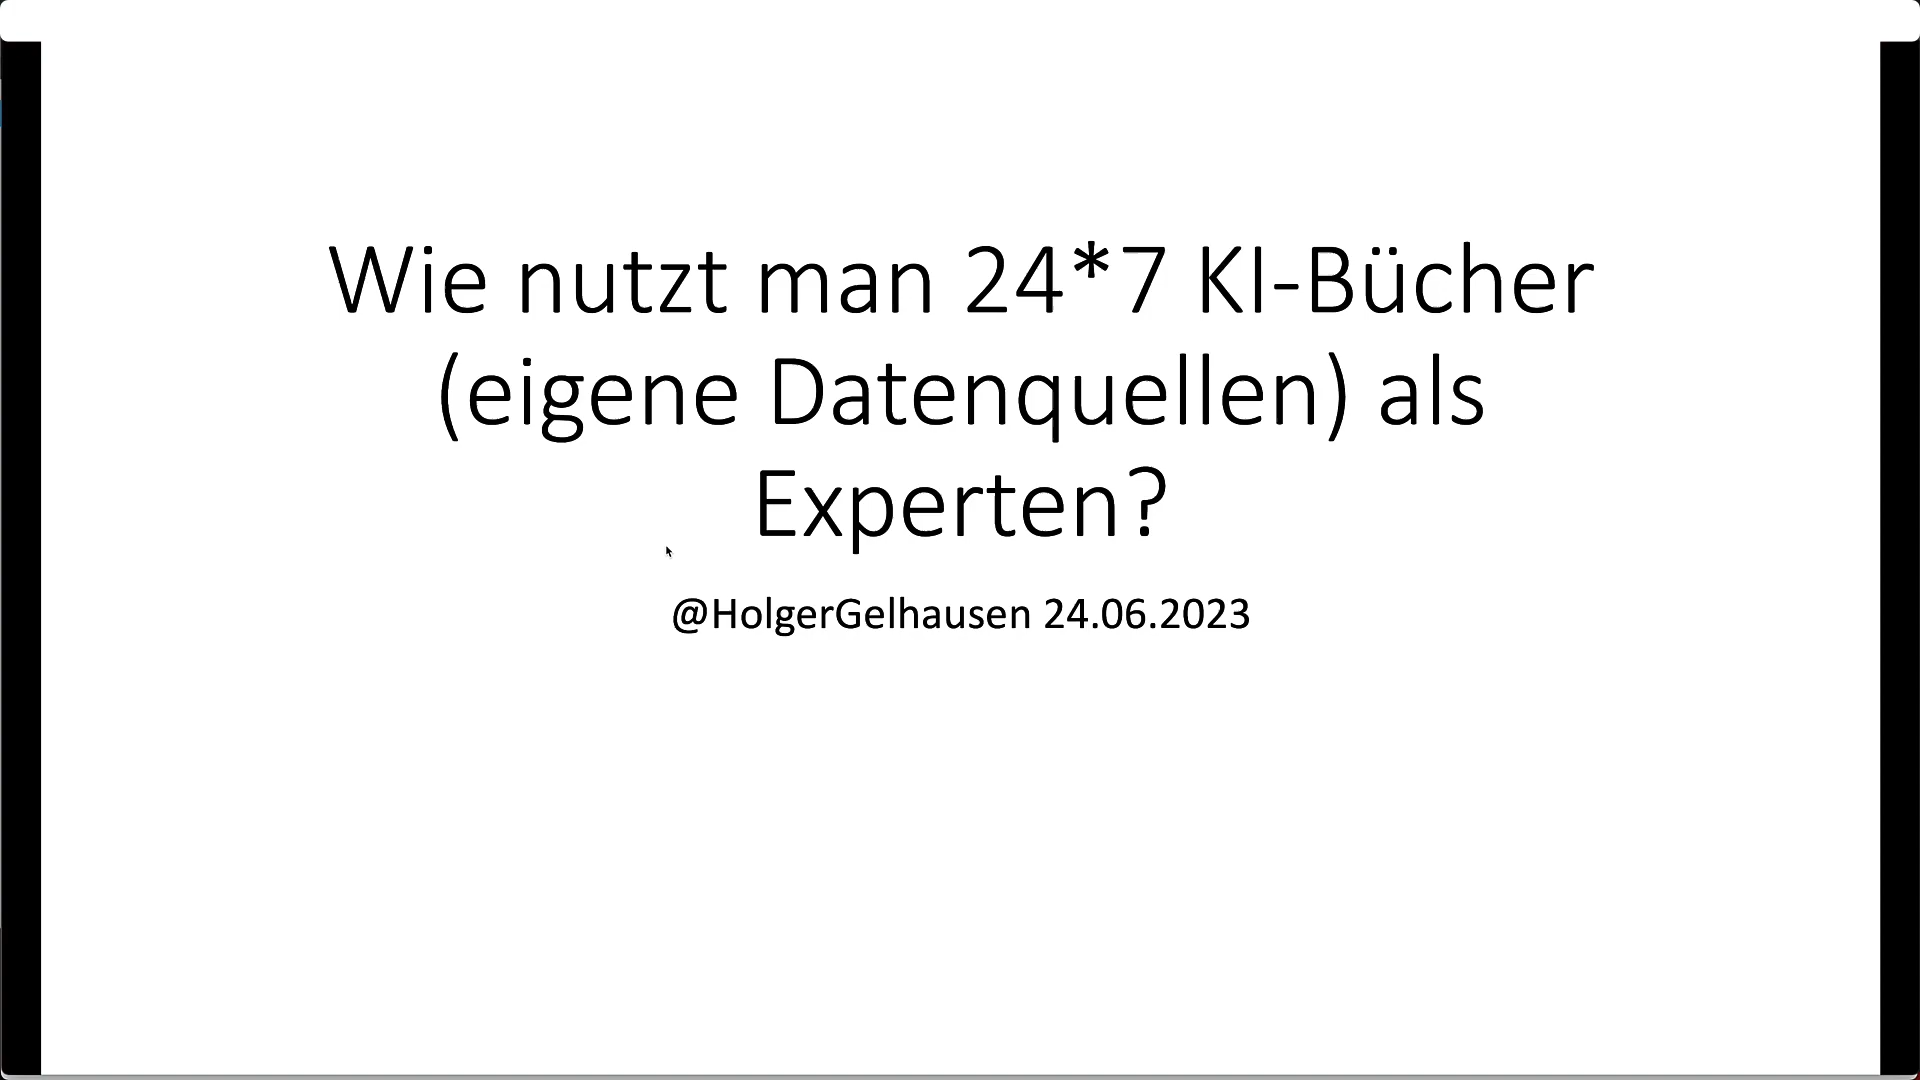 Wie nutzt man 24*7 KI-Bücher
(eigene Datenquellen) als
Experten?
@HolgerGelhausen 24.06.2023